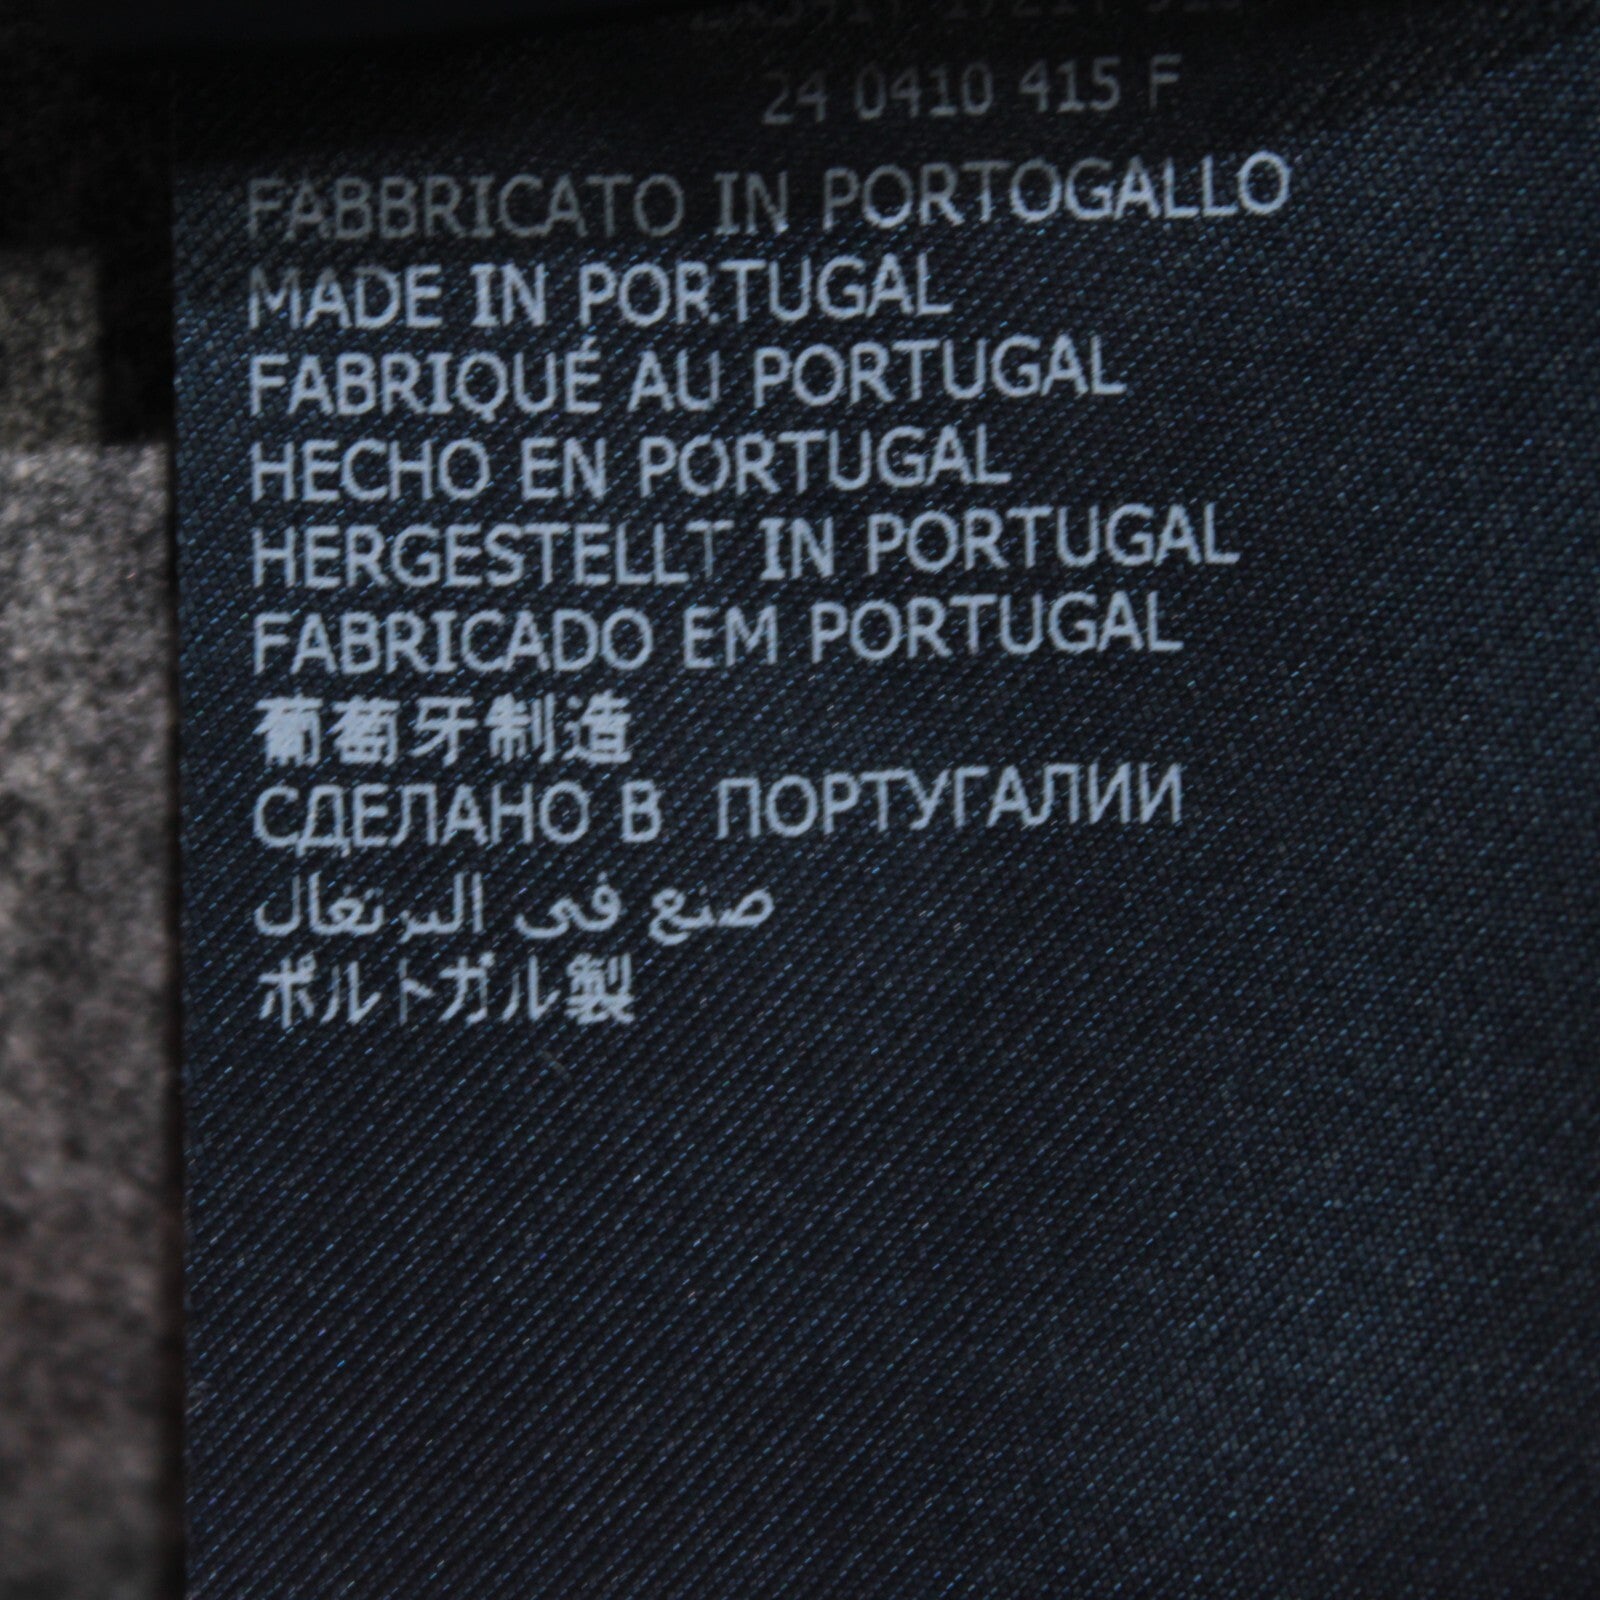 24 0410 415 F
FABBRICATO IN PORTOGALLO
MADE IN PORTUGAL
FABRIQUÉ AU PORTUGAL
HECHO EN PORTUGAL
HERGESTELLT IN PORTUGAL
FABRICADO EM PORTUGAL
葡萄牙制造
СДЕЛАНО В ПОРТУГАЛИИ
صنع فى البرتغال
ポルトガル製